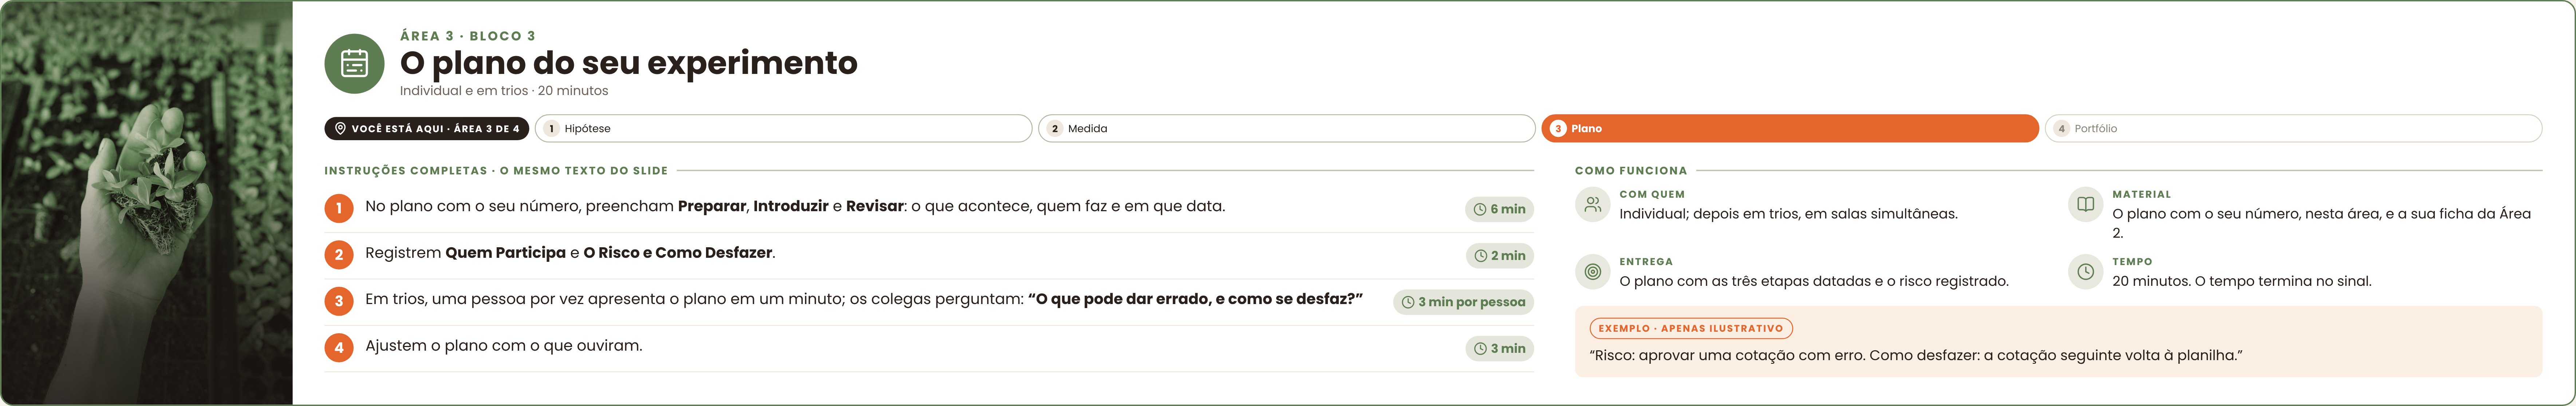 ÁREA 3 · BLOCO 3
O plano do seu experimento
Individual e em trios · 20 minutos
VOCÊ ESTÁ AQUI · ÁREA 3 DE 4
1 Hipótese
2 Medida
3 Plano
4 Portfólio
INSTRUÇÕES COMPLETAS · O MESMO TEXTO DO SLIDE
1 No plano com o seu número, preencham Preparar, Introduzir e Revisar: o que acontece, quem faz e em que data. 6 min
2 Registrem Quem Participa e O Risco e Como Desfazer. 2 min
3 Em trios, uma pessoa por vez apresenta o plano em um minuto; os colegas perguntam: “O que pode dar errado, e como se desfaz?” 3 min por pessoa
4 Ajustem o plano com o que ouviram. 3 min
COMO FUNCIONA
COM QUEM
Individual; depois em trios, em salas simultâneas.
MATERIAL
O plano com o seu número, nesta área, e a sua ficha da Área
2.
ENTREGA
O plano com as três etapas datadas e o risco registrado.
TEMPO
20 minutos. O tempo termina no sinal.
EXEMPLO · APENAS ILUSTRATIVO
“Risco: aprovar uma cotação com erro. Como desfazer: a cotação seguinte volta à planilha.”